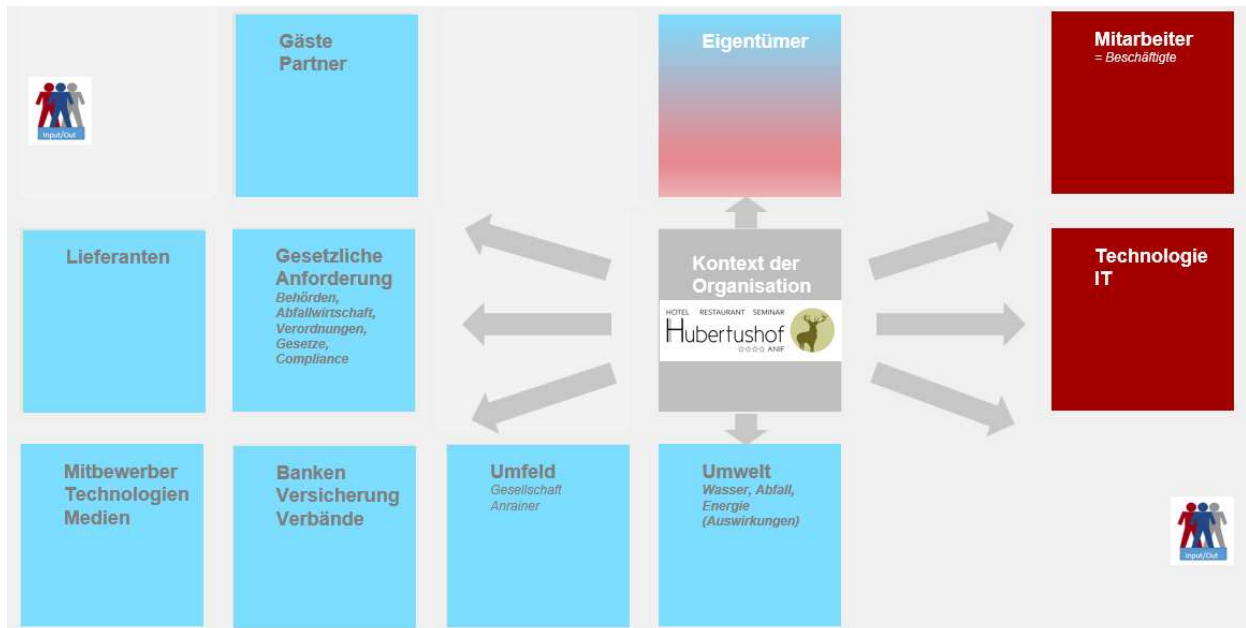 Gäste
Partner
Eigentümer
Mitarbeiter
= Beschäftigte
Input/Out
Lieferanten
Gesetzliche
Anforderung
Behörden,
Abfallwirtschaft,
Verordnungen,
Gesetze,
Compliance
Kontext der
Organisation
HOTEL RESTAURANT SEMINAR
Hubertushof
ANIF
Technologie
IT
Mitbewerber
Technologien
Medien
Banken
Versicherung
Verbände
Umfeld
Gesellschaft
Anrainer
Umwelt
Wasser, Abfall,
Energie
(Auswirkungen)
Input/Out